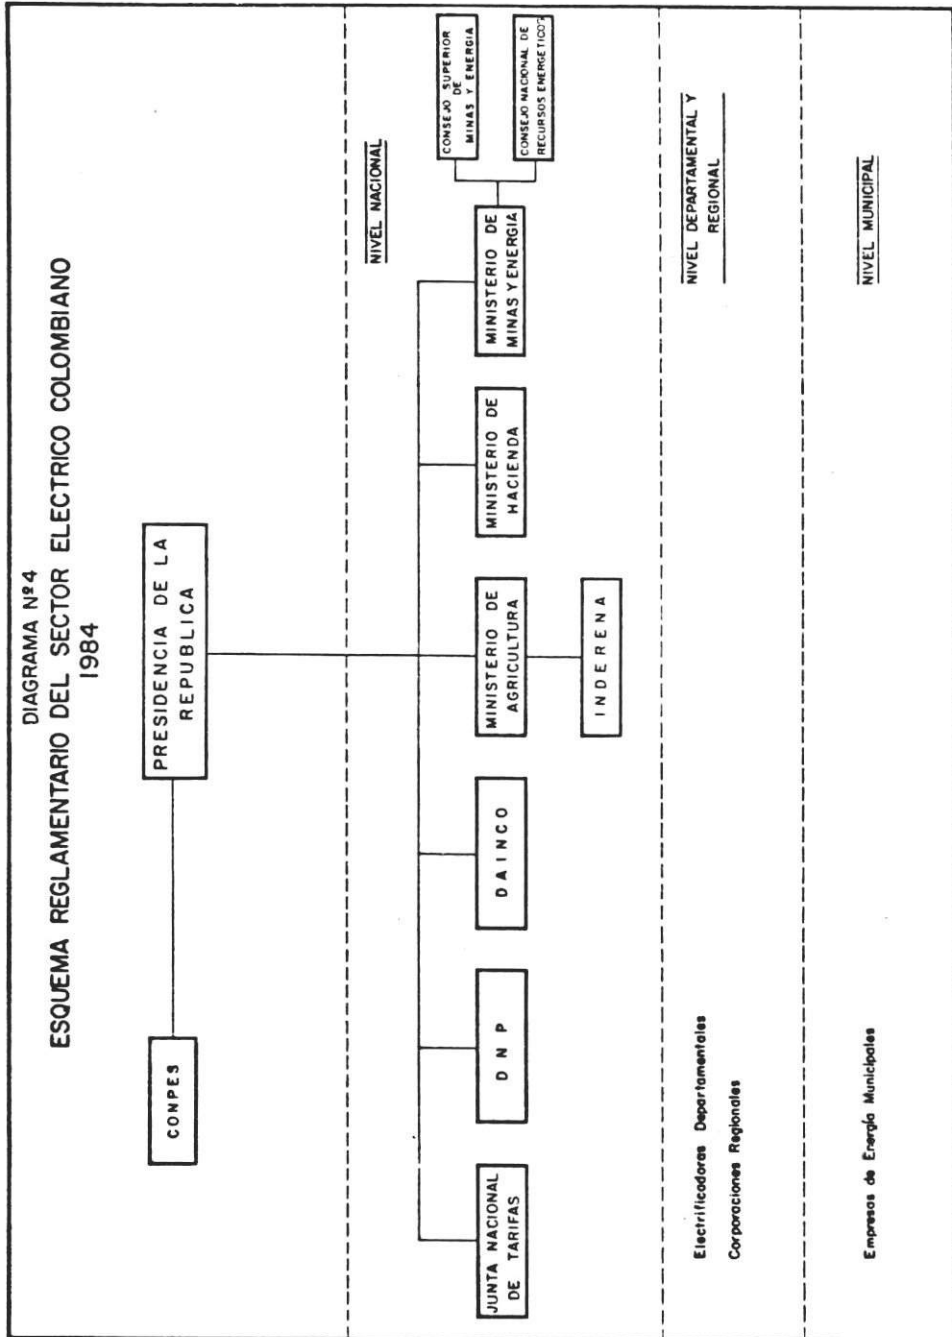 DIAGRAMA Nº4
ESQUEMA REGLAMENTARIO DEL SECTOR ELECTRICO COLOMBIANO
1984
CONPES
PRESIDENCIA DE LA
REPUBLICA
NIVEL NACIONAL
JUNTA NACIONAL
DE TARIFAS
D N P
DAINCO
MINISTERIO DE
AGRICULTURA
MINISTERIO DE
HACIENDA
MINISTERIO DE
MINAS Y ENERGIA
CONSEJO SUPERIOR
DE
MINAS Y ENERGIA
CONSEJO NACIONAL DE
RECURSOS ENERGETICOS
INDERENA
NIVEL DEPARTAMENTAL Y
REGIONAL
Electrificadoras Departamentales
Corporaciones Regionales
NIVEL MUNICIPAL
Empresas de Energía Municipales